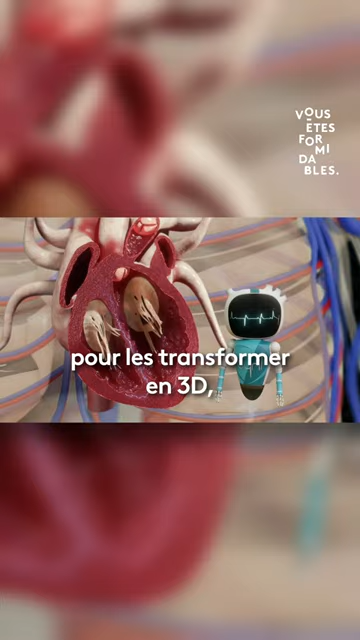 VOUS
ÊTES
FOR
MI
DA
BLES.
pour les transformer
en 3D,